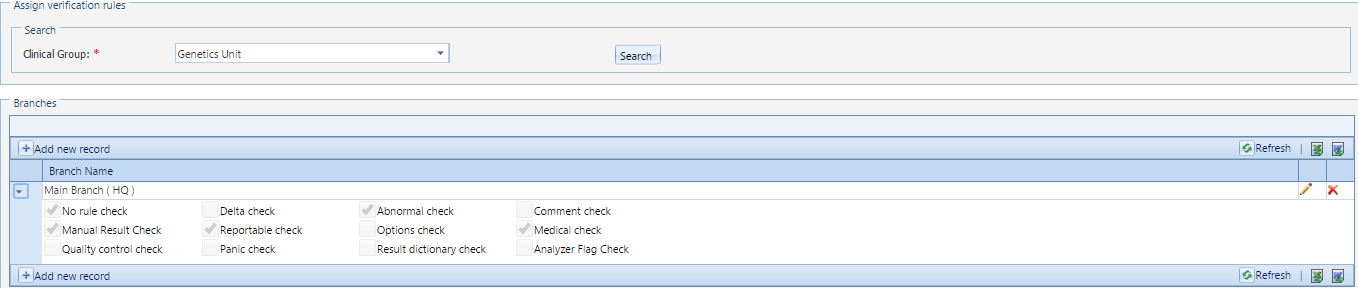 Assign verification rules
Search
Clinical Group: * Genetics Unit Search
Branches
Add new record Refresh |
Branch Name
Main Branch ( HQ )
No rule check Delta check Abnormal check Comment check
Manual Result Check Reportable check Options check Medical check
Quality control check Panic check Result dictionary check Analyzer Flag Check
Add new record Refresh |